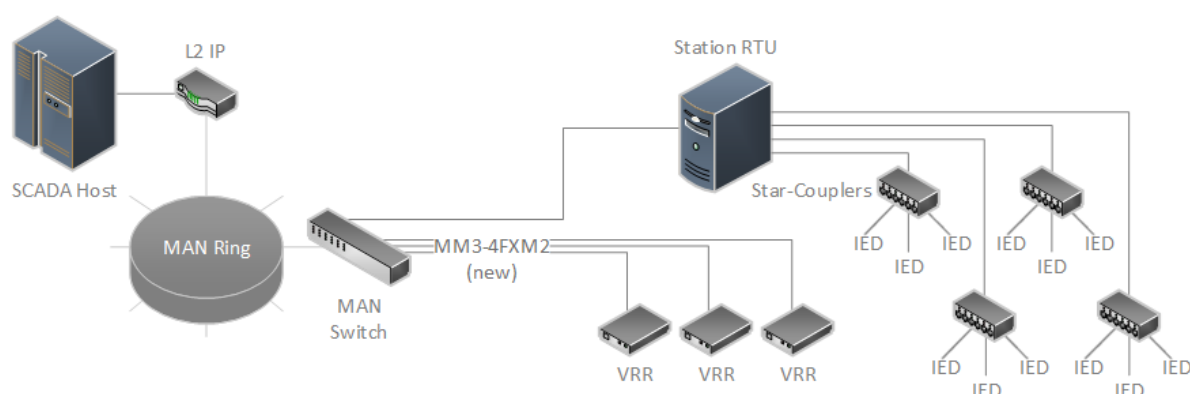 L2 IP
Station RTU
SCADA Host
Star-Couplers
MAN Ring
MM3-4FXM2
(new)
MAN
Switch
VRR
VRR
VRR
IED
IED
IED
IED
IED
IED
IED
IED
IED
IED
IED
IED